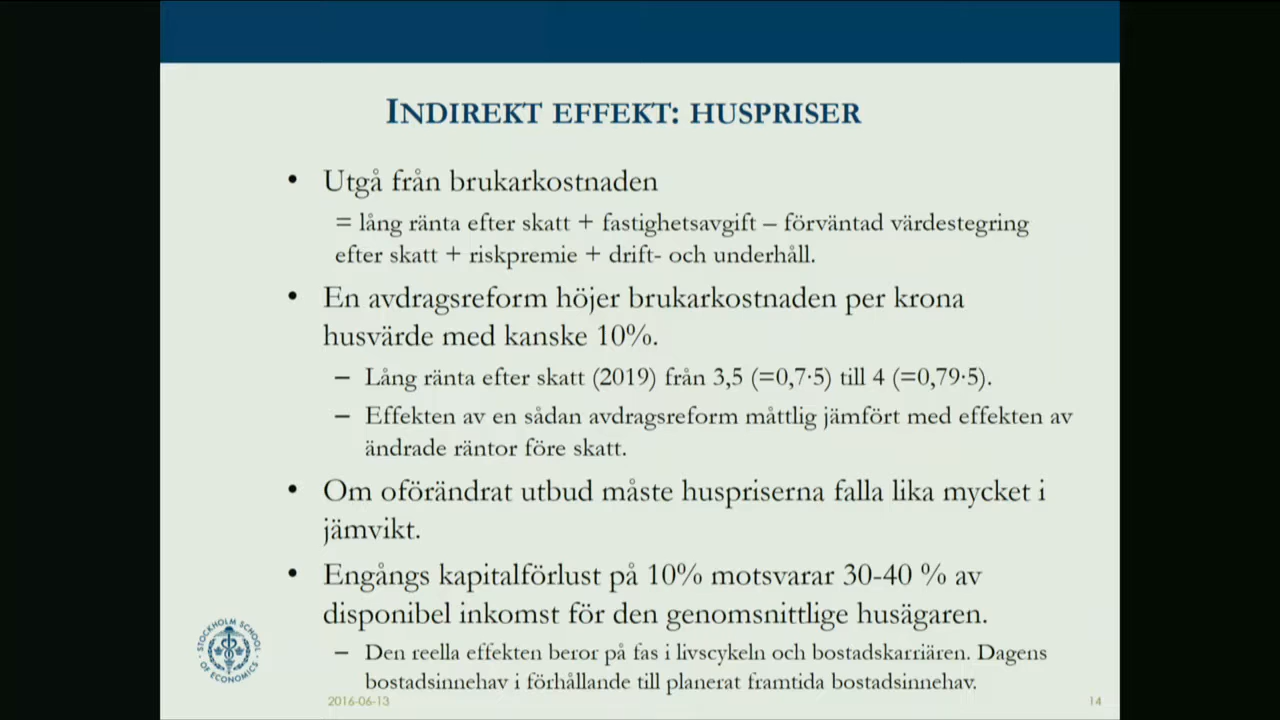 INDIREKT EFFEKT: HUSPRISER
• Utgå från brukarkostnaden
= lång ränta efter skatt + fastighetsavgift – förväntad värdestegring
efter skatt + riskpremie + drift- och underhåll.
• En avdragsreform höjer brukarkostnaden per krona
husvärde med kanske 10%.
– Lång ränta efter skatt (2019) från 3,5 (=0,7·5) till 4 (=0,79·5).
– Effekten av en sådan avdragsreform måttlig jämfört med effekten av
ändrade räntor före skatt.
• Om oförändrat utbud måste huspriserna falla lika mycket i
jämvikt.
• Engångs kapitalförlust på 10% motsvarar 30-40 % av
disponibel inkomst för den genomsnittlige husägaren.
– Den reella effekten beror på fas i livscykeln och bostadskarriären. Dagens
bostadsinnehav i förhållande till planerat framtida bostadsinnehav.
STOCKHOLM SCHOOL
OF ECONOMICS
2016-06-13
14